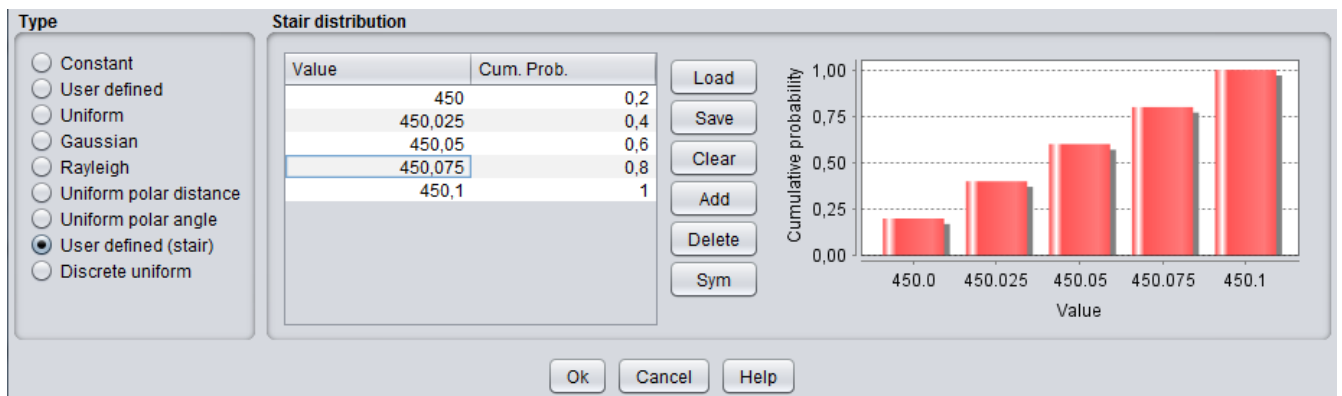 Type
Constant
User defined
Uniform
Gaussian
Rayleigh
Uniform polar distance
Uniform polar angle
User defined (stair)
Discrete uniform
Stair distribution
Value Cum. Prob.
450 0,2
450,025 0,4
450,05 0,6
450,075 0,8
450,1 1
Load
Save
Clear
Add
Delete
Sym
Cumulative probability
1,00
0,75
0,50
0,25
0,00
450.0 450.025 450.05 450.075 450.1
Value
Ok Cancel Help